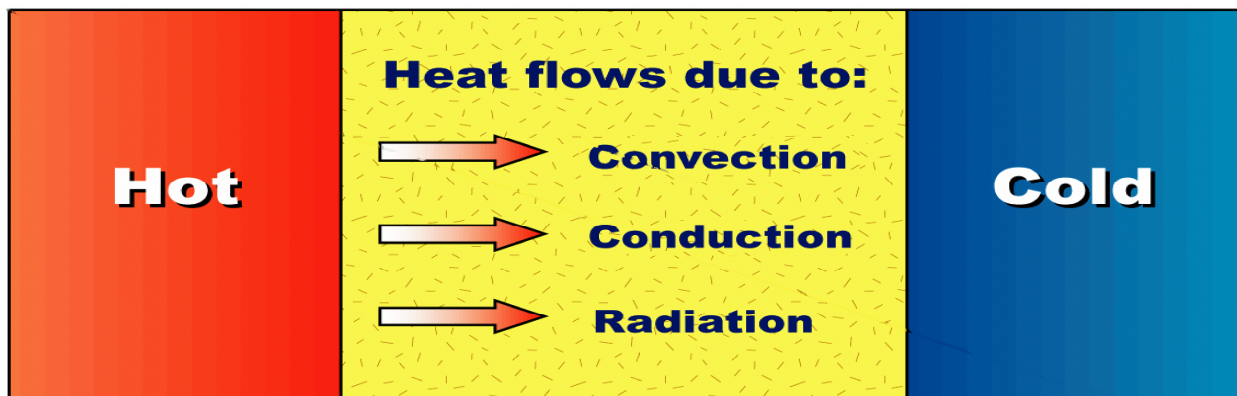 Heat flows due to:
Hot
Convection
Cold
Conduction
Radiation